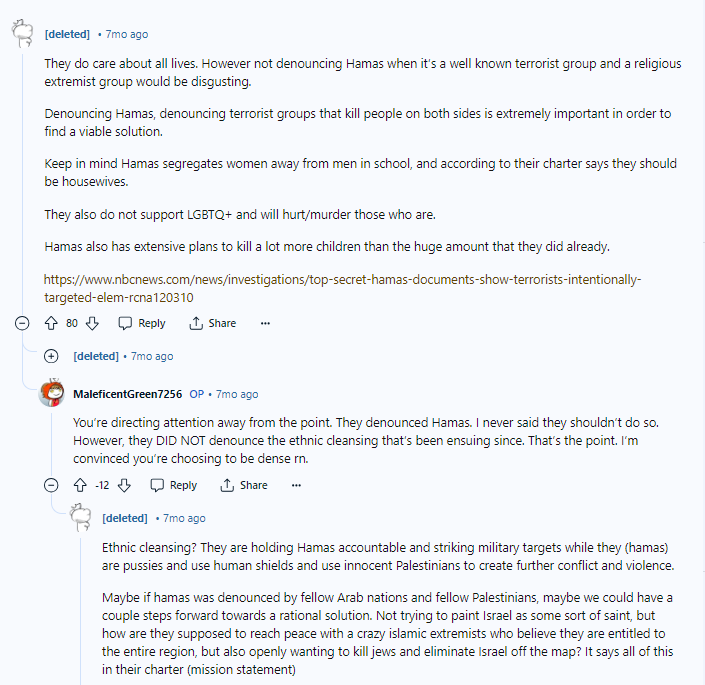 [deleted] • 7mo ago
They do care about all lives. However not denouncing Hamas when it's a well known terrorist group and a religious
extremist group would be disgusting.
Denouncing Hamas, denouncing terrorist groups that kill people on both sides is extremely important in order to
find a viable solution.
Keep in mind Hamas segregates women away from men in school, and according to their charter says they should
be housewives.
They also do not support LGBTQ+ and will hurt/murder those who are.
Hamas also has extensive plans to kill a lot more children than the huge amount that they did already.
https://www.nbcnews.com/news/investigations/top-secret-hamas-documents-show-terrorists-intentionally-
targeted-elem-rcna120310
80 Reply Share ...
[deleted] • 7mo ago
MaleficentGreen7256 OP • 7mo ago
You're directing attention away from the point. They denounced Hamas. I never said they shouldn't do so.
However, they DID NOT denounce the ethnic cleansing that's been ensuing since. That's the point. I'm
convinced you're choosing to be dense rn.
-12 Reply Share ...
[deleted] • 7mo ago
Ethnic cleansing? They are holding Hamas accountable and striking military targets while they (hamas)
are pussies and use human shields and use innocent Palestinians to create further conflict and violence.
Maybe if hamas was denounced by fellow Arab nations and fellow Palestinians, maybe we could have a
couple steps forward towards a rational solution. Not trying to paint Israel as some sort of saint, but
how are they supposed to reach peace with a crazy islamic extremists who believe they are entitled to
the entire region, but also openly wanting to kill jews and eliminate Israel off the map? It says all of this
in their charter (mission statement)